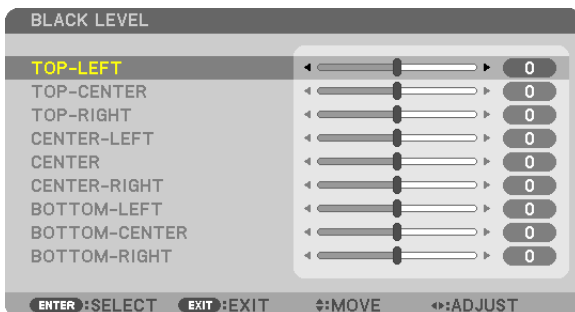 BLACK LEVEL
TOP-LEFT 0
TOP-CENTER 0
TOP-RIGHT 0
CENTER-LEFT 0
CENTER 0
CENTER-RIGHT 0
BOTTOM-LEFT 0
BOTTOM-CENTER 0
BOTTOM-RIGHT 0
ENTER :SELECT EXIT :EXIT :MOVE :ADJUST